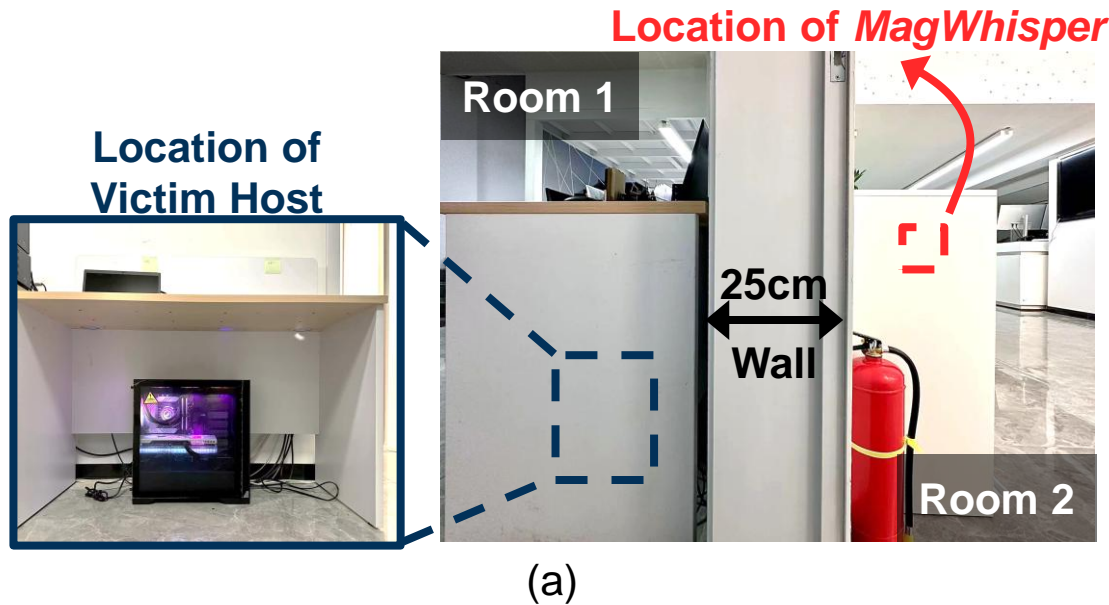 Location of MagWhisper
Room 1
Location of
Victim Host
25cm
Wall
Room 2
(a)